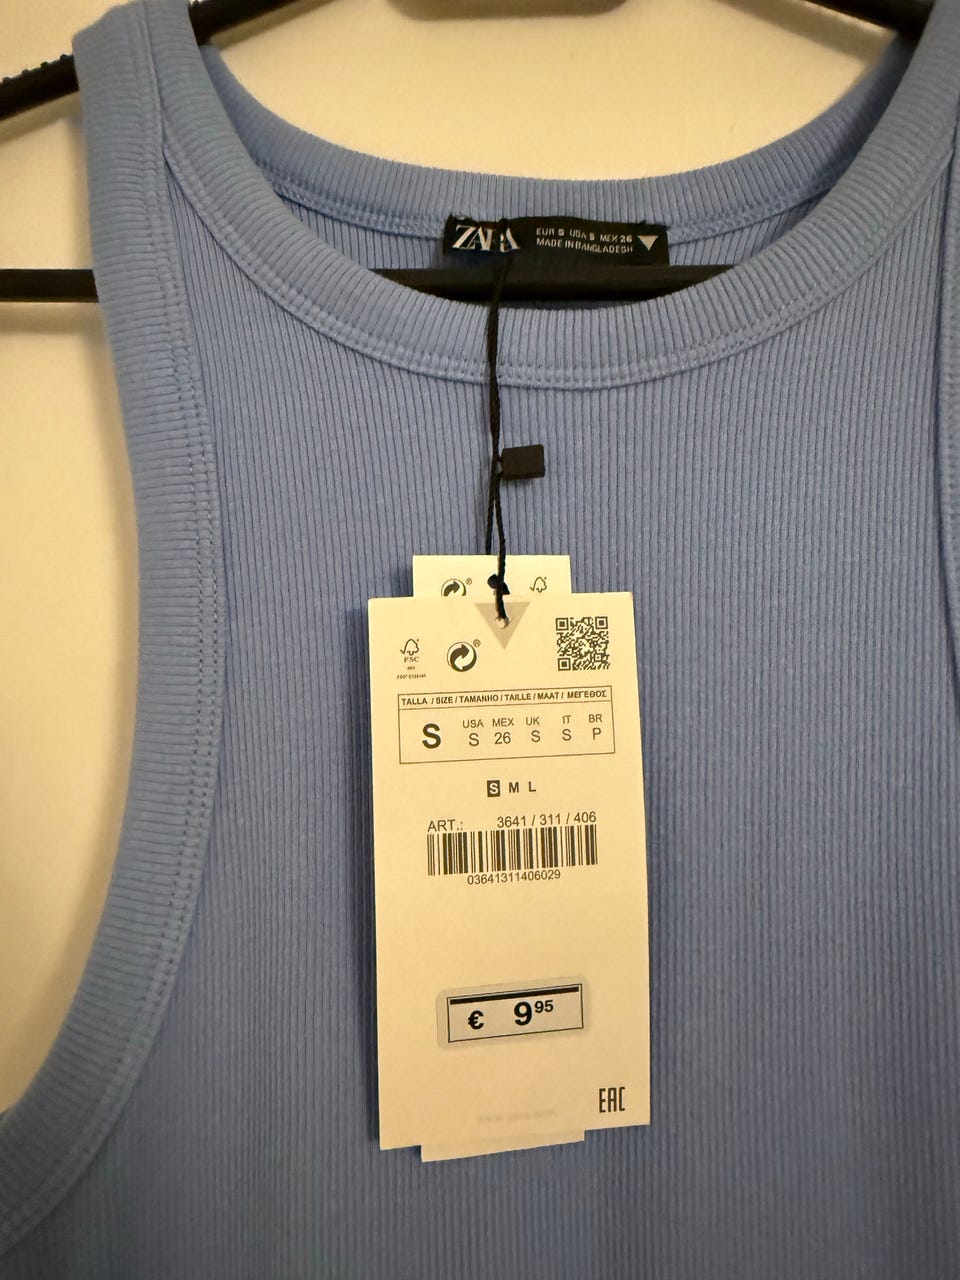 ZARA
EUR S USA S MEX 26
MADE IN BANGLADESH
FSC
TALLA / SIZE / TAMANHO / TAILLE / MAAT / ΜΕΓΕΘΟΣ
S
USA MEX UK IT BR
S 26 S S P
S M L
ART.: 3641 / 311 / 406
03641311406029
€ 9 95
EAC